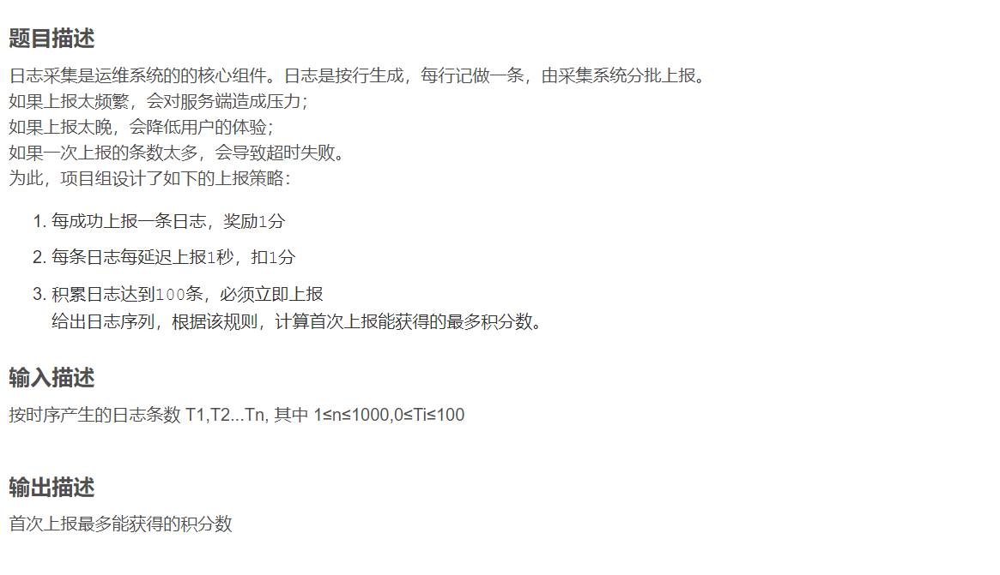 题目描述
日志采集是运维系统的的核心组件。日志是按行生成，每行记做一条，由采集系统分批上报。
如果上报太频繁，会对服务端造成压力；
如果上报太晚，会降低用户的体验；
如果一次上报的条数太多，会导致超时失败。
为此，项目组设计了如下的上报策略：
1. 每成功上报一条日志，奖励1分
2. 每条日志每延迟上报1秒，扣1分
3. 积累日志达到100条，必须立即上报
给出日志序列，根据该规则，计算首次上报能获得的最多积分数。
输入描述
按时序产生的日志条数 T1,T2...Tn, 其中 1≤n≤1000,0≤Ti≤100
输出描述
首次上报最多能获得的积分数